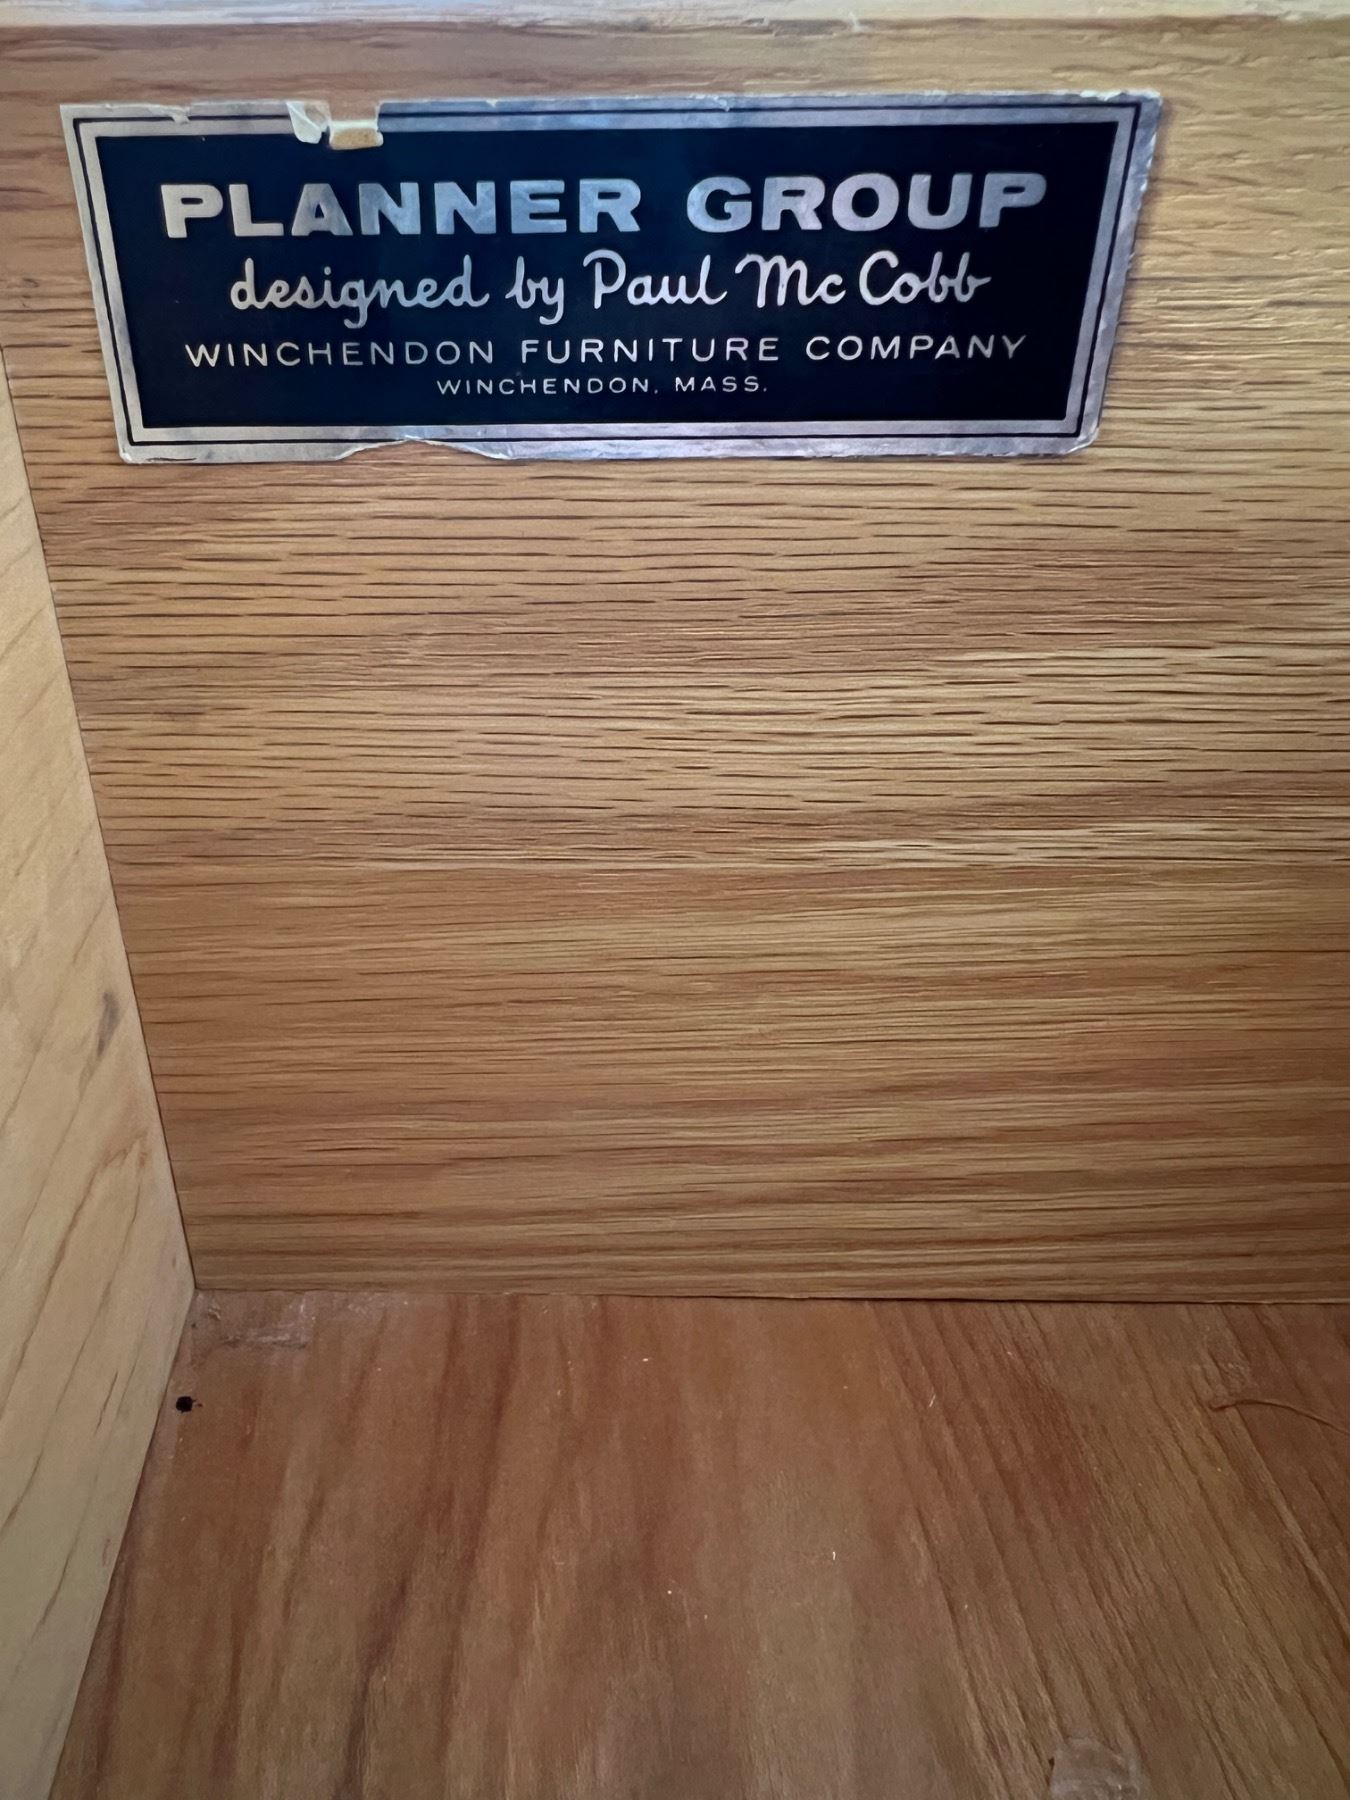 PLANNER GROUP
designed by Paul McCobb
WINCHENDON FURNITURE COMPANY
WINCHENDON, MASS.